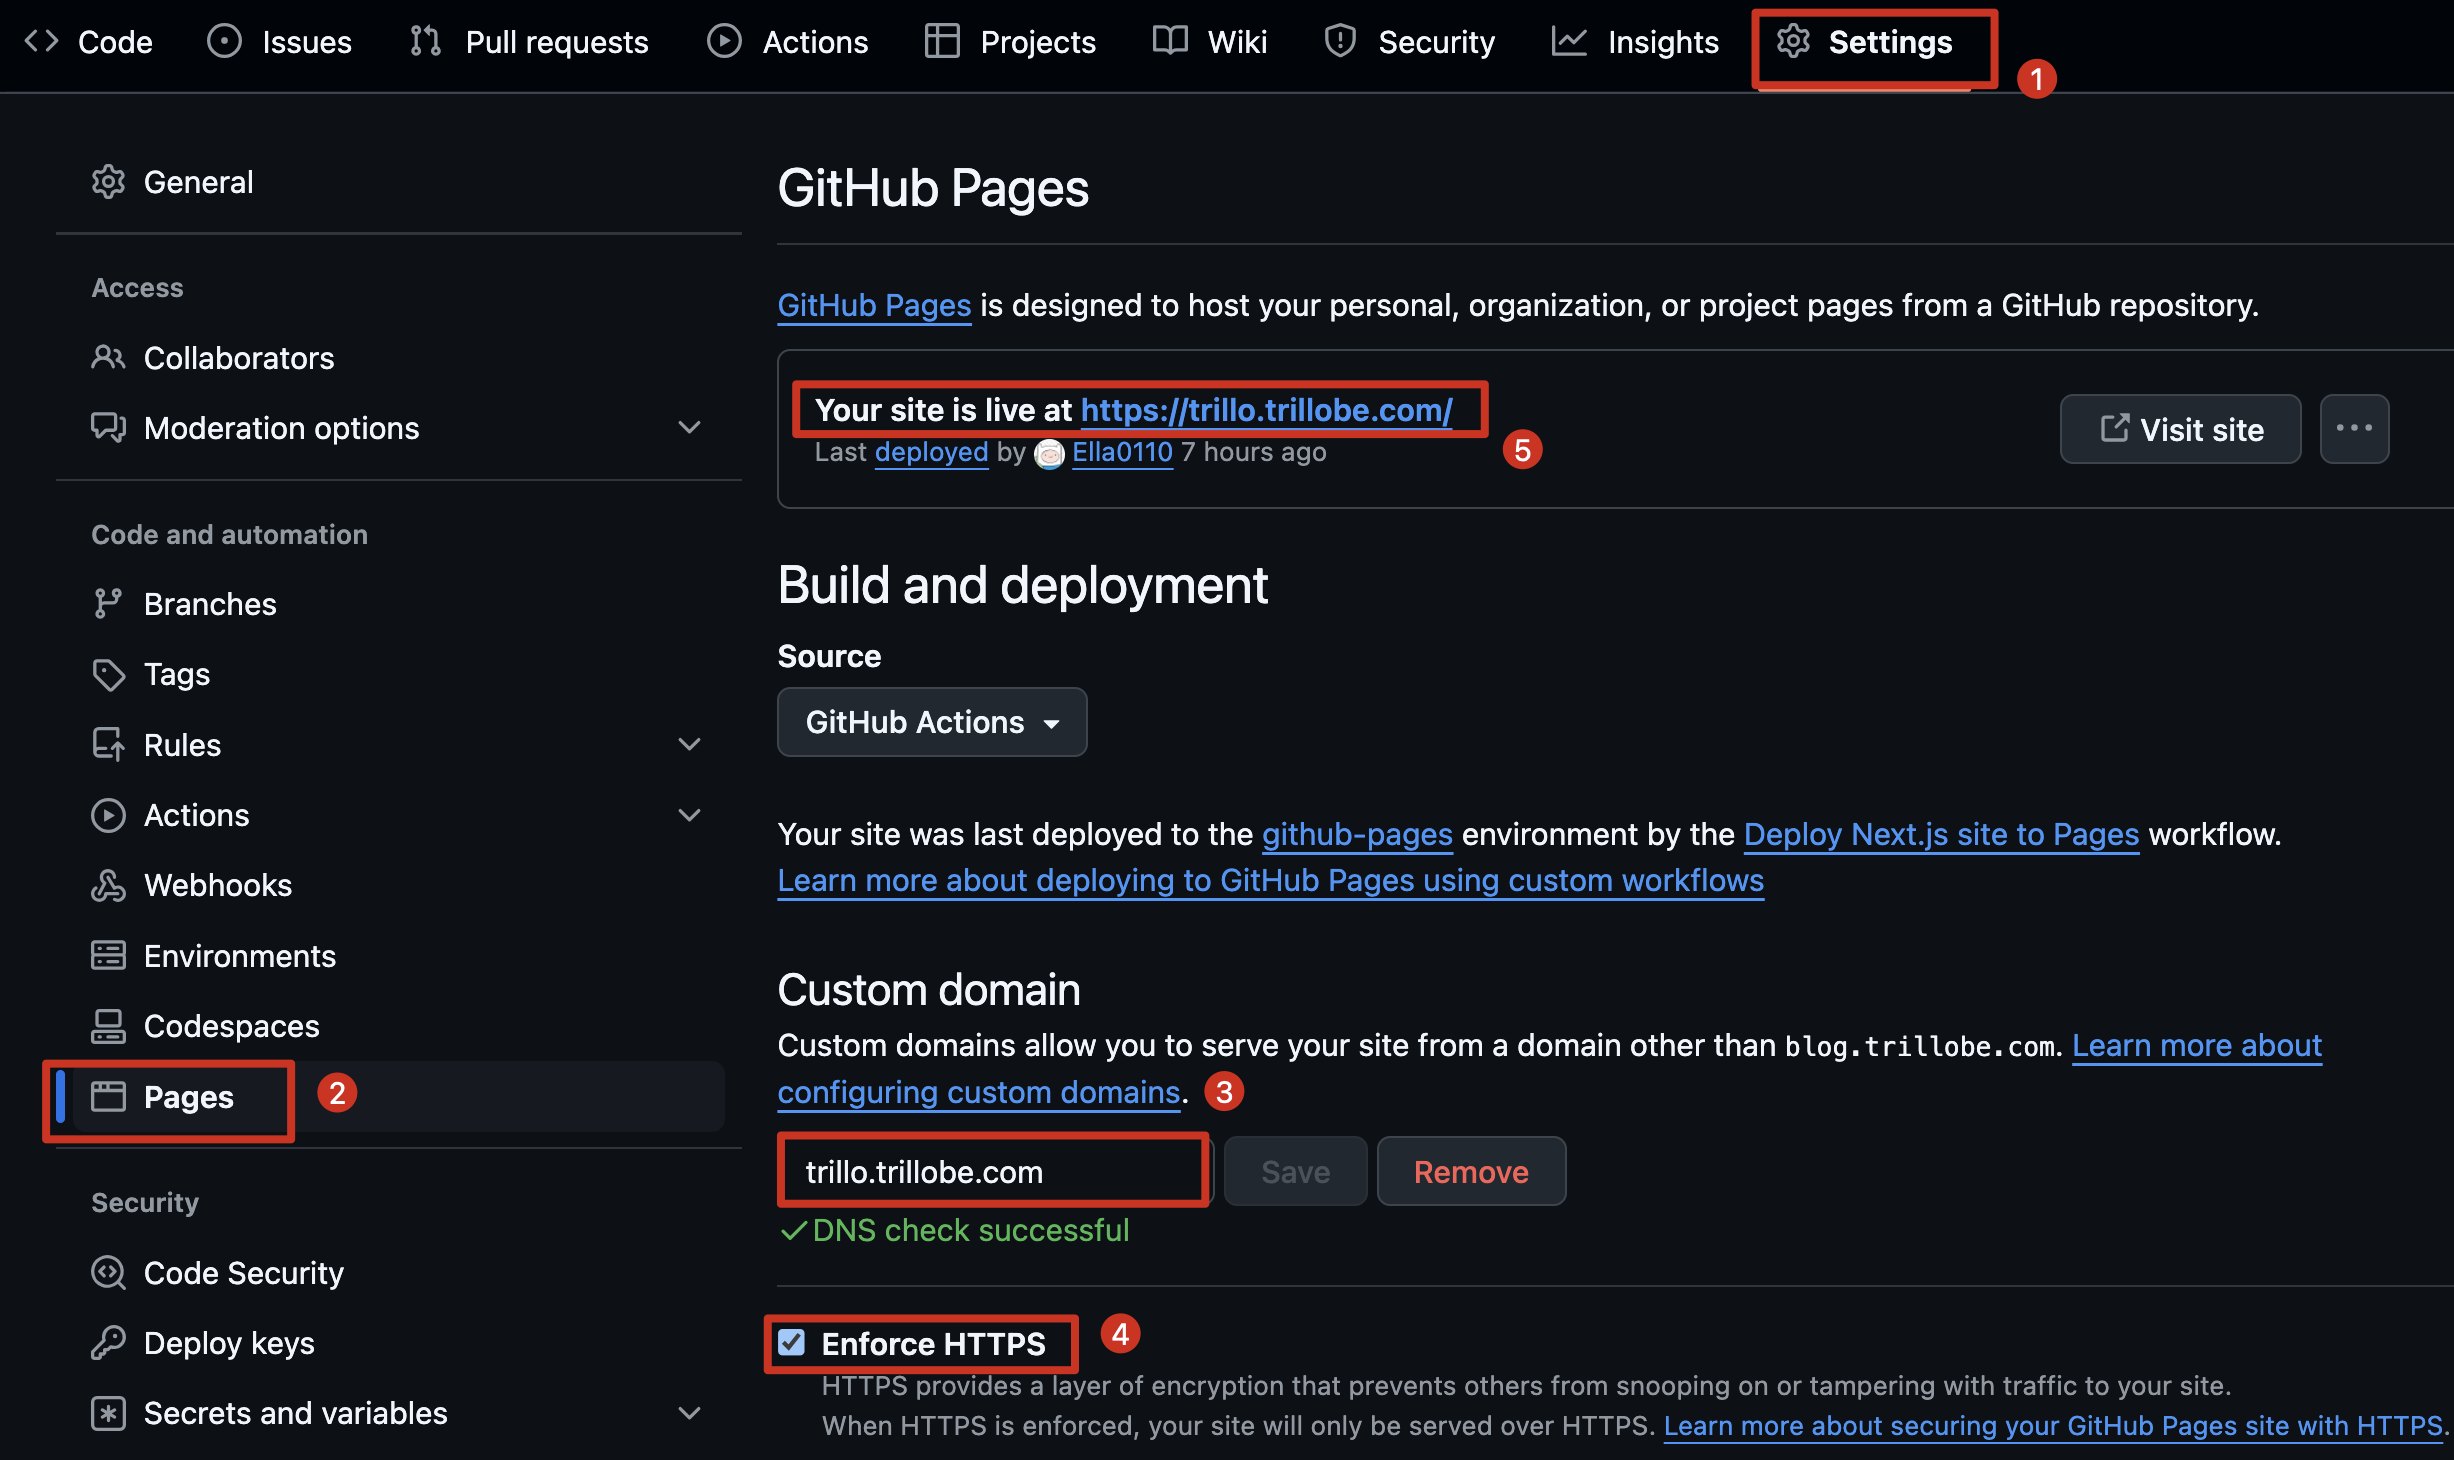 Code Issues Pull requests Actions Projects Wiki Security Insights Settings
1
General
Access
Collaborators
Moderation options
Code and automation
Branches
Tags
Rules
Actions
Webhooks
Environments
Codespaces
Pages
2
Security
Code Security
Deploy keys
Secrets and variables
GitHub Pages
GitHub Pages is designed to host your personal, organization, or project pages from a GitHub repository.
Your site is live at https://trillo.trillobe.com/
Last deployed by Ella0110 7 hours ago
5
Visit site
Build and deployment
Source
GitHub Actions
Your site was last deployed to the github-pages environment by the Deploy Next.js site to Pages workflow.
Learn more about deploying to GitHub Pages using custom workflows
Custom domain
Custom domains allow you to serve your site from a domain other than blog.trillobe.com. Learn more about
configuring custom domains.
3
trillo.trillobe.com Save Remove
DNS check successful
Enforce HTTPS
4
HTTPS provides a layer of encryption that prevents others from snooping on or tampering with traffic to your site.
When HTTPS is enforced, your site will only be served over HTTPS. Learn more about securing your GitHub Pages site with HTTPS.